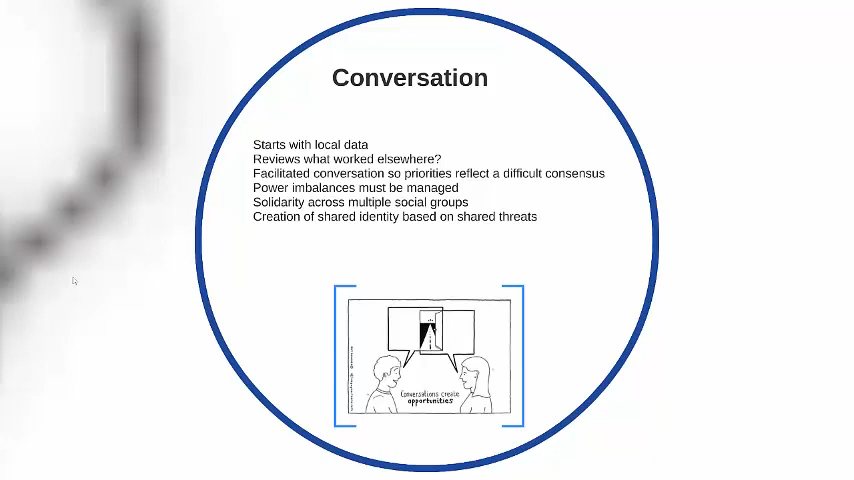 Conversation
Starts with local data
Reviews what worked elsewhere?
Facilitated conversation so priorities reflect a difficult consensus
Power imbalances must be managed
Solidarity across multiple social groups
Creation of shared identity based on shared threats
Conversations create
opportunities